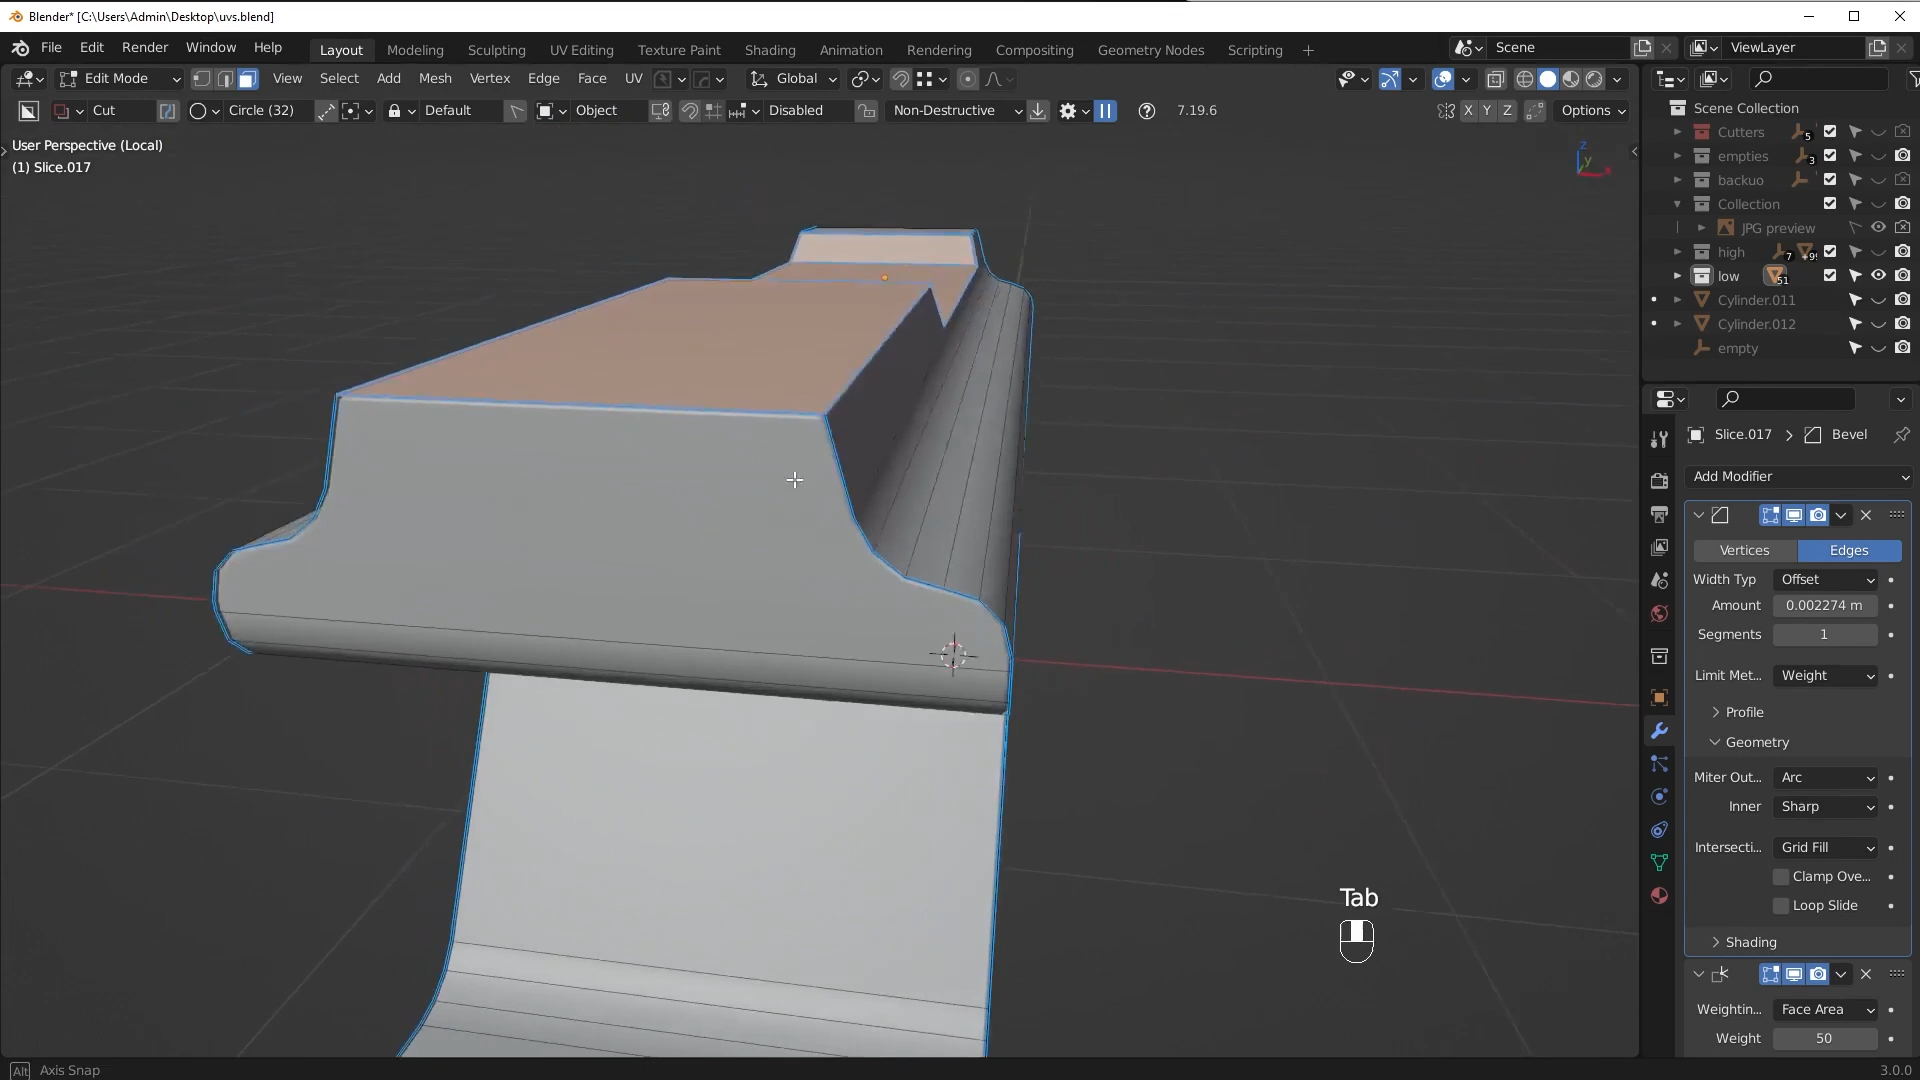 Blender* [C:\Users\Admin\Desktop\uvs.blend]
File Edit Render Window Help Layout Modeling Sculpting UV Editing Texture Paint Shading Animation Rendering Compositing Geometry Nodes Scripting + Scene ViewLayer
Edit Mode View Select Add Mesh Vertex Edge Face UV Global
Cut Circle (32) Default Object Disabled Non-Destructive 7.19.6 X Y Z Options
User Perspective (Local)
(1) Slice.017
Z
Y
Scene Collection
Cutters 5
empties 3
backuo
Collection
JPG preview
high 7
low 51
Cylinder.011
Cylinder.012
empty
Slice.017 > Bevel
Add Modifier
Vertices Edges
Width Typ Offset
Amount 0.002274 m
Segments 1
Limit Met... Weight
Profile
Geometry
Miter Out... Arc
Inner Sharp
Intersecti... Grid Fill
Clamp Ove...
Loop Slide
Shading
Weightin... Face Area
Weight 50
Tab
Alt Axis Snap
3.0.0